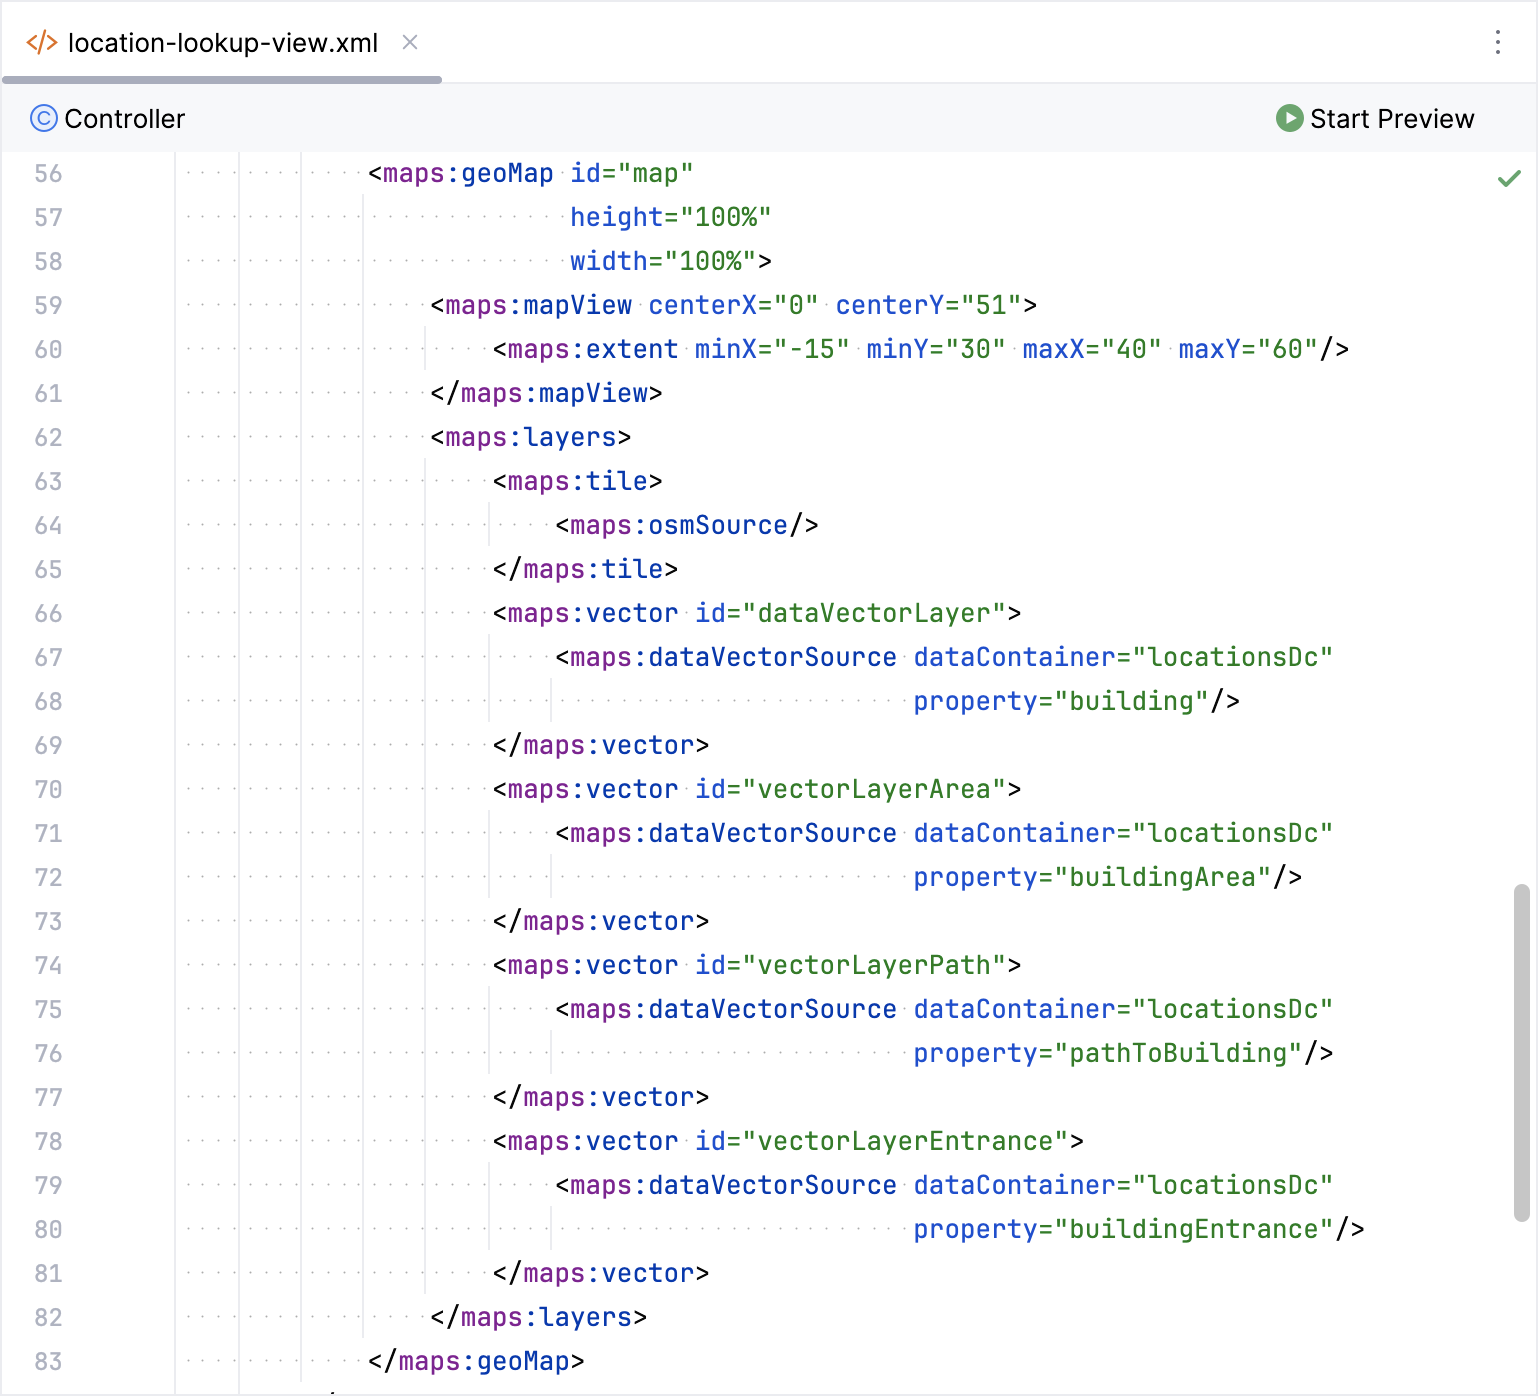 location-lookup-view.xml
Controller
Start Preview
56 <maps:geoMap id="map"
57 height="100%"
58 width="100%">
59 <maps:mapView centerX="0" centerY="51">
60 <maps:extent minX="-15" minY="30" maxX="40" maxY="60"/>
61 </maps:mapView>
62 <maps:layers>
63 <maps:tile>
64 <maps:osmSource/>
65 </maps:tile>
66 <maps:vector id="dataVectorLayer">
67 <maps:dataVectorSource dataContainer="locationsDc"
68 property="building"/>
69 </maps:vector>
70 <maps:vector id="vectorLayerArea">
71 <maps:dataVectorSource dataContainer="locationsDc"
72 property="buildingArea"/>
73 </maps:vector>
74 <maps:vector id="vectorLayerPath">
75 <maps:dataVectorSource dataContainer="locationsDc"
76 property="pathToBuilding"/>
77 </maps:vector>
78 <maps:vector id="vectorLayerEntrance">
79 <maps:dataVectorSource dataContainer="locationsDc"
80 property="buildingEntrance"/>
81 </maps:vector>
82 </maps:layers>
83 </maps:geoMap>